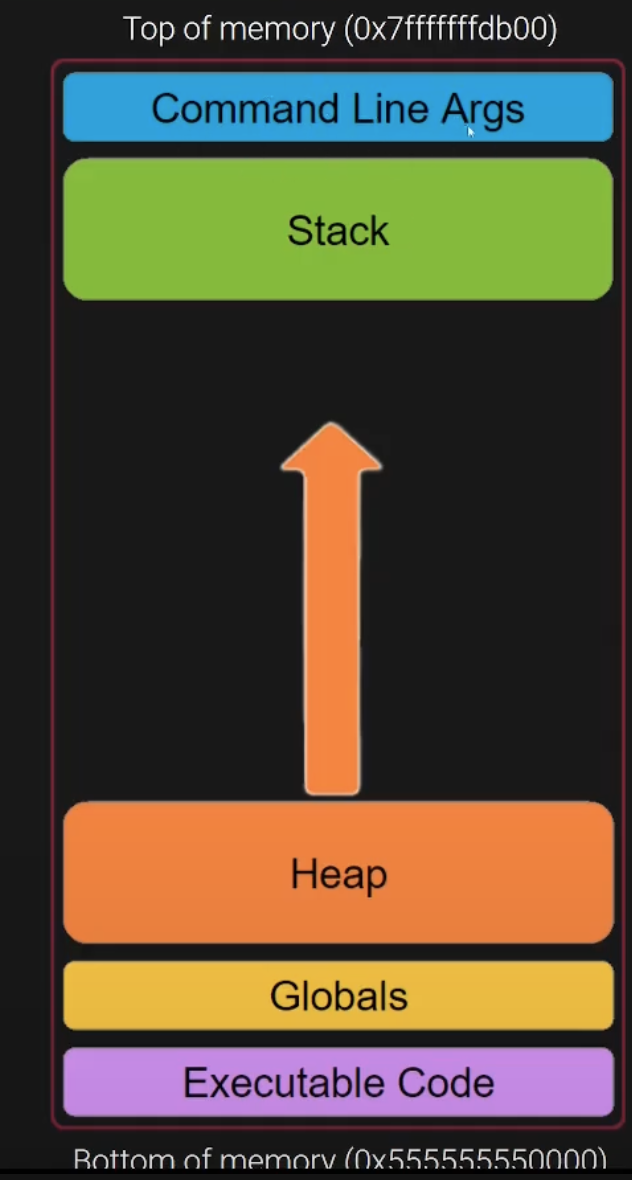 Top of memory (0x7fffffffdb00)
Command Line Args
Stack
Heap
Globals
Executable Code
Bottom of memory (0x555555550000)